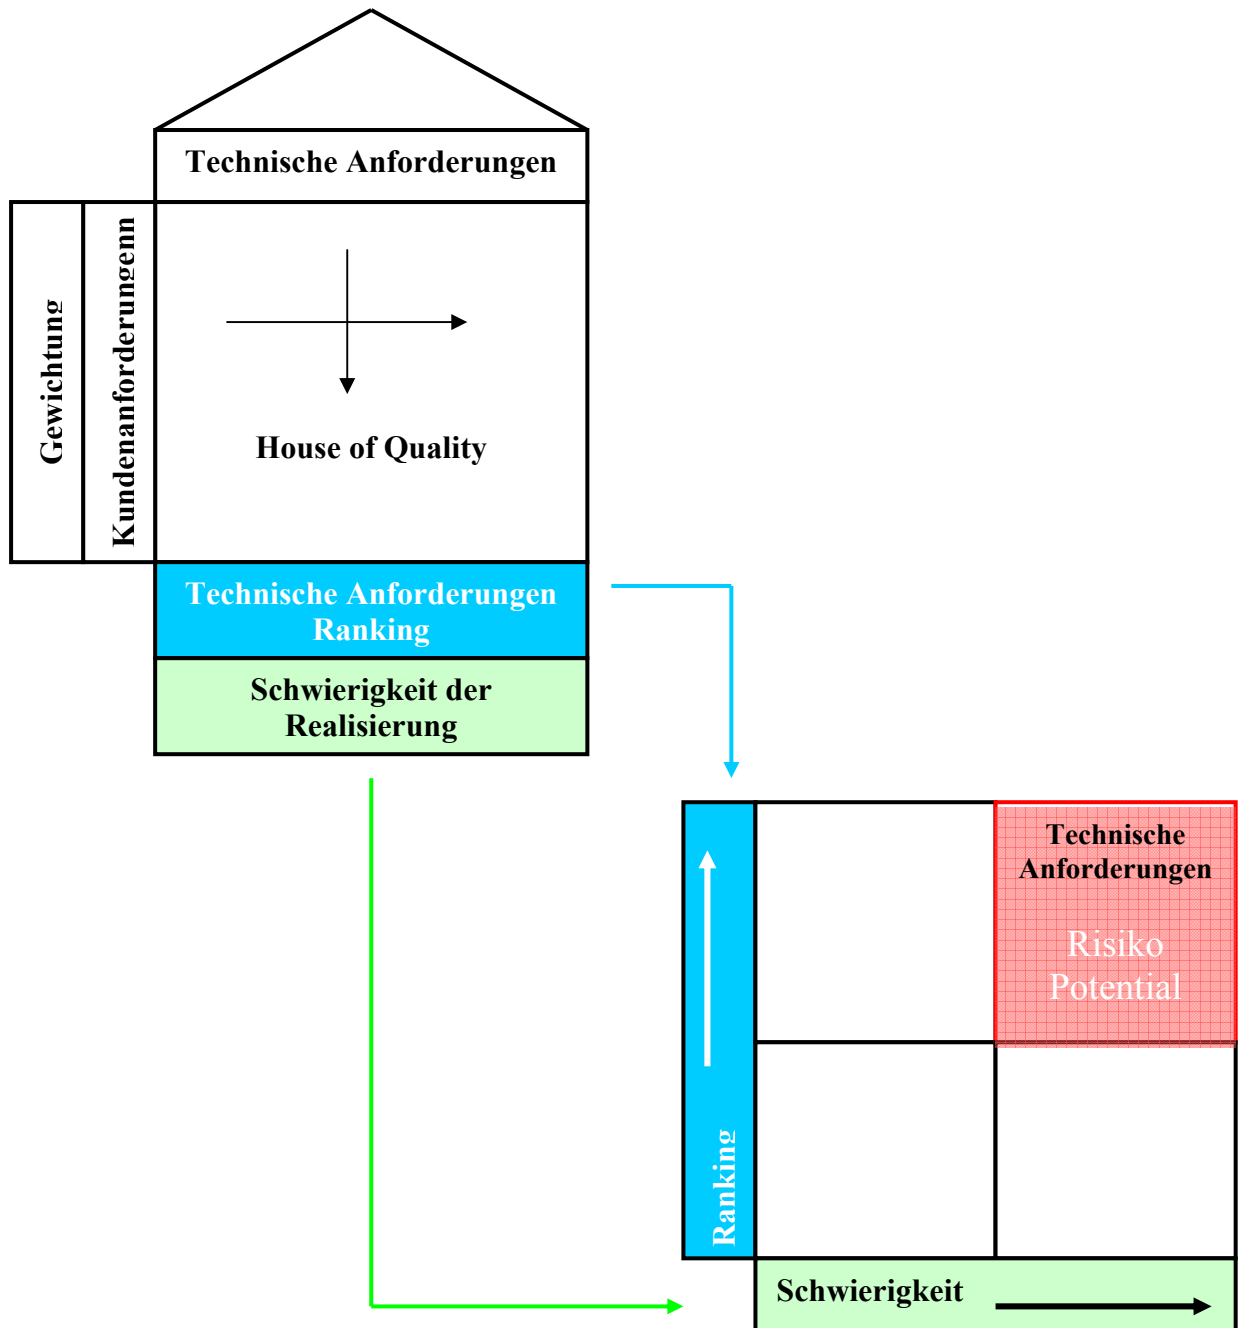 Technische Anforderungen
Gewichtung
Kundenanforderungenn
House of Quality
Technische Anforderungen
Ranking
Schwierigkeit der
Realisierung
Technische
Anforderungen
Risiko
Potential
Ranking
Schwierigkeit